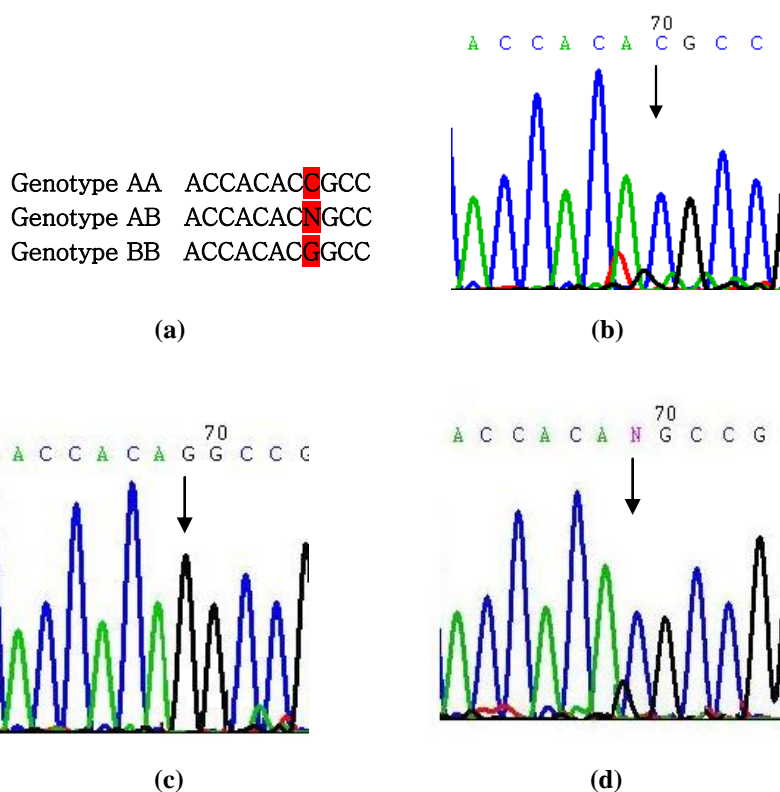 Genotype AA ACCACACCGCC
Genotype AB ACCACACNGCC
Genotype BB ACCACACGGCC
(a)
70
A C C A C A C G C C
(b)
70
A C C A C A G G C C G
(c)
70
A C C A C A N G C C G
(d)